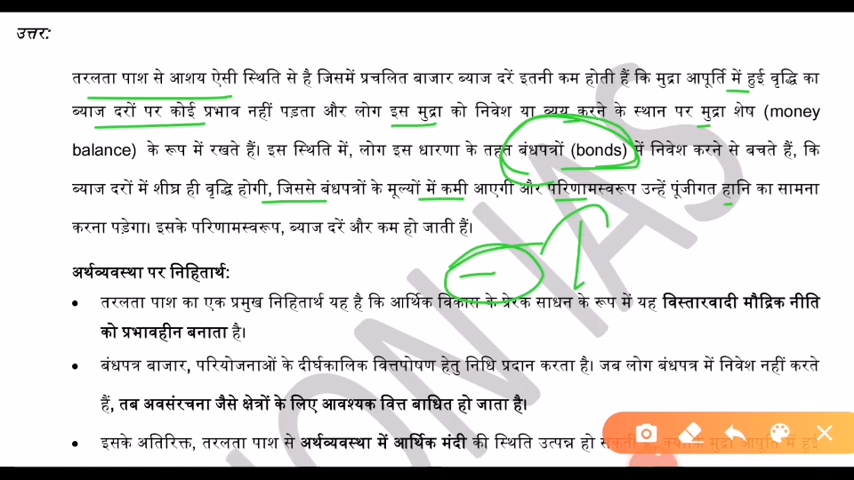 उत्तर:
तरलता पाश से आशय ऐसी स्थिति से है जिसमें प्रचलित बाजार ब्याज दरें इतनी कम होती हैं कि मुद्रा आपूर्ति में हुई वृद्धि का
ब्याज दरों पर कोई प्रभाव नहीं पड़ता और लोग इस मुद्रा को निवेश या व्यय करने के स्थान पर मुद्रा शेष (money
balance) के रूप में रखते हैं। इस स्थिति में, लोग इस धारणा के तहत बंधपत्रों (bonds) में निवेश करने से बचते हैं, कि
ब्याज दरों में शीघ्र ही वृद्धि होगी, जिससे बंधपत्रों के मूल्यों में कमी आएगी और परिणामस्वरूप उन्हें पूंजीगत हानि का सामना
करना पड़ेगा। इसके परिणामस्वरूप, ब्याज दरें और कम हो जाती हैं।
अर्थव्यवस्था पर निहितार्थ:
• तरलता पाश का एक प्रमुख निहितार्थ यह है कि आर्थिक विकास के प्रेरक साधन के रूप में यह विस्तारवादी मौद्रिक नीति
को प्रभावहीन बनाता है।
• बंधपत्र बाजार, परियोजनाओं के दीर्घकालिक वित्तपोषण हेतु निधि प्रदान करता है। जब लोग बंधपत्र में निवेश नहीं करते
हैं, तब अवसंरचना जैसे क्षेत्रों के लिए आवश्यक वित्त बाधित हो जाता है।
• इसके अतिरिक्त, तरलता पाश से अर्थव्यवस्था में आर्थिक मंदी की स्थिति उत्पन्न हो